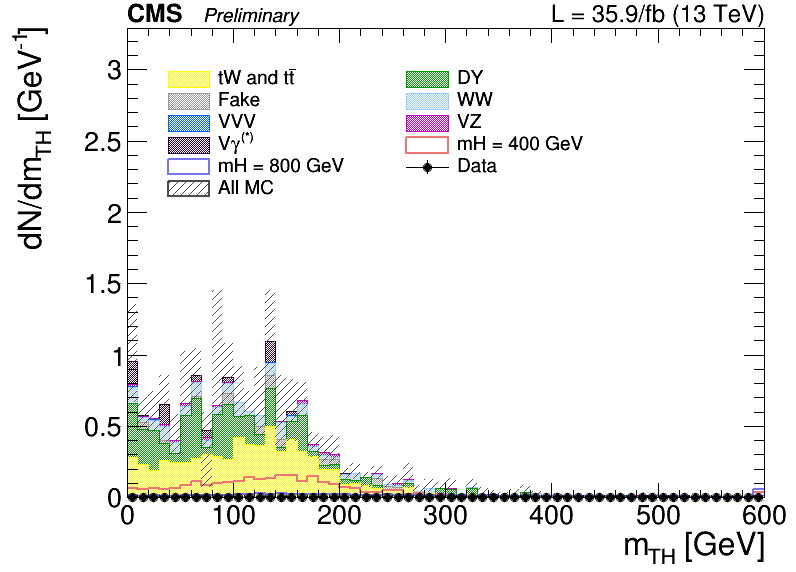 CMS Preliminary L = 35.9/fb (13 TeV)
dN/dm_TH [GeV⁻¹]
3
2.5
2
1.5
1
0.5
0
tW and tt̄
Fake
VVV
Vγ(*)
mH = 800 GeV
All MC
DY
WW
VZ
mH = 400 GeV
Data
0 100 200 300 400 500 600
m_TH [GeV]